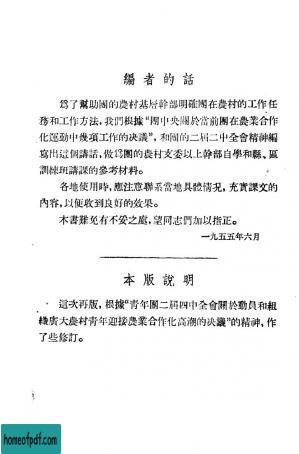 編者的話
爲了幫助團的農村基層幹部明確團在農村的工作任
務和工作方法，我們根據“團中央關於當前團在農業合作
化運動中幾項工作的決議”，和團的二屆二中全會精神編
寫出這個講話，做爲團的農村支委以上幹部自學和縣、區
訓練班講課的參考材料。
各地使用時，應注意聯系當地具體情况，充實課文的
內容，以便收到良好的效果。
本書難免有不妥之處，望同志們加以指正。
一九五五年六月
本版說明
這次再版，根據“青年團二屆四中全會關於動員和組
織廣大農村青年迎接農業合作化高潮的決議”的精神，作
了些修訂。
homeofpdf.com